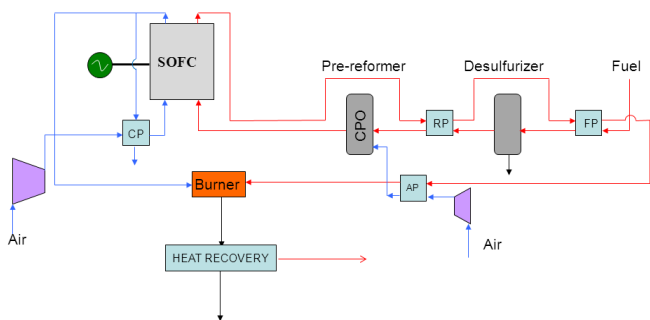 SOFC
Pre-reformer
Desulfurizer
Fuel
CPO
RP
FP
CP
Burner
AP
Air
Air
HEAT RECOVERY